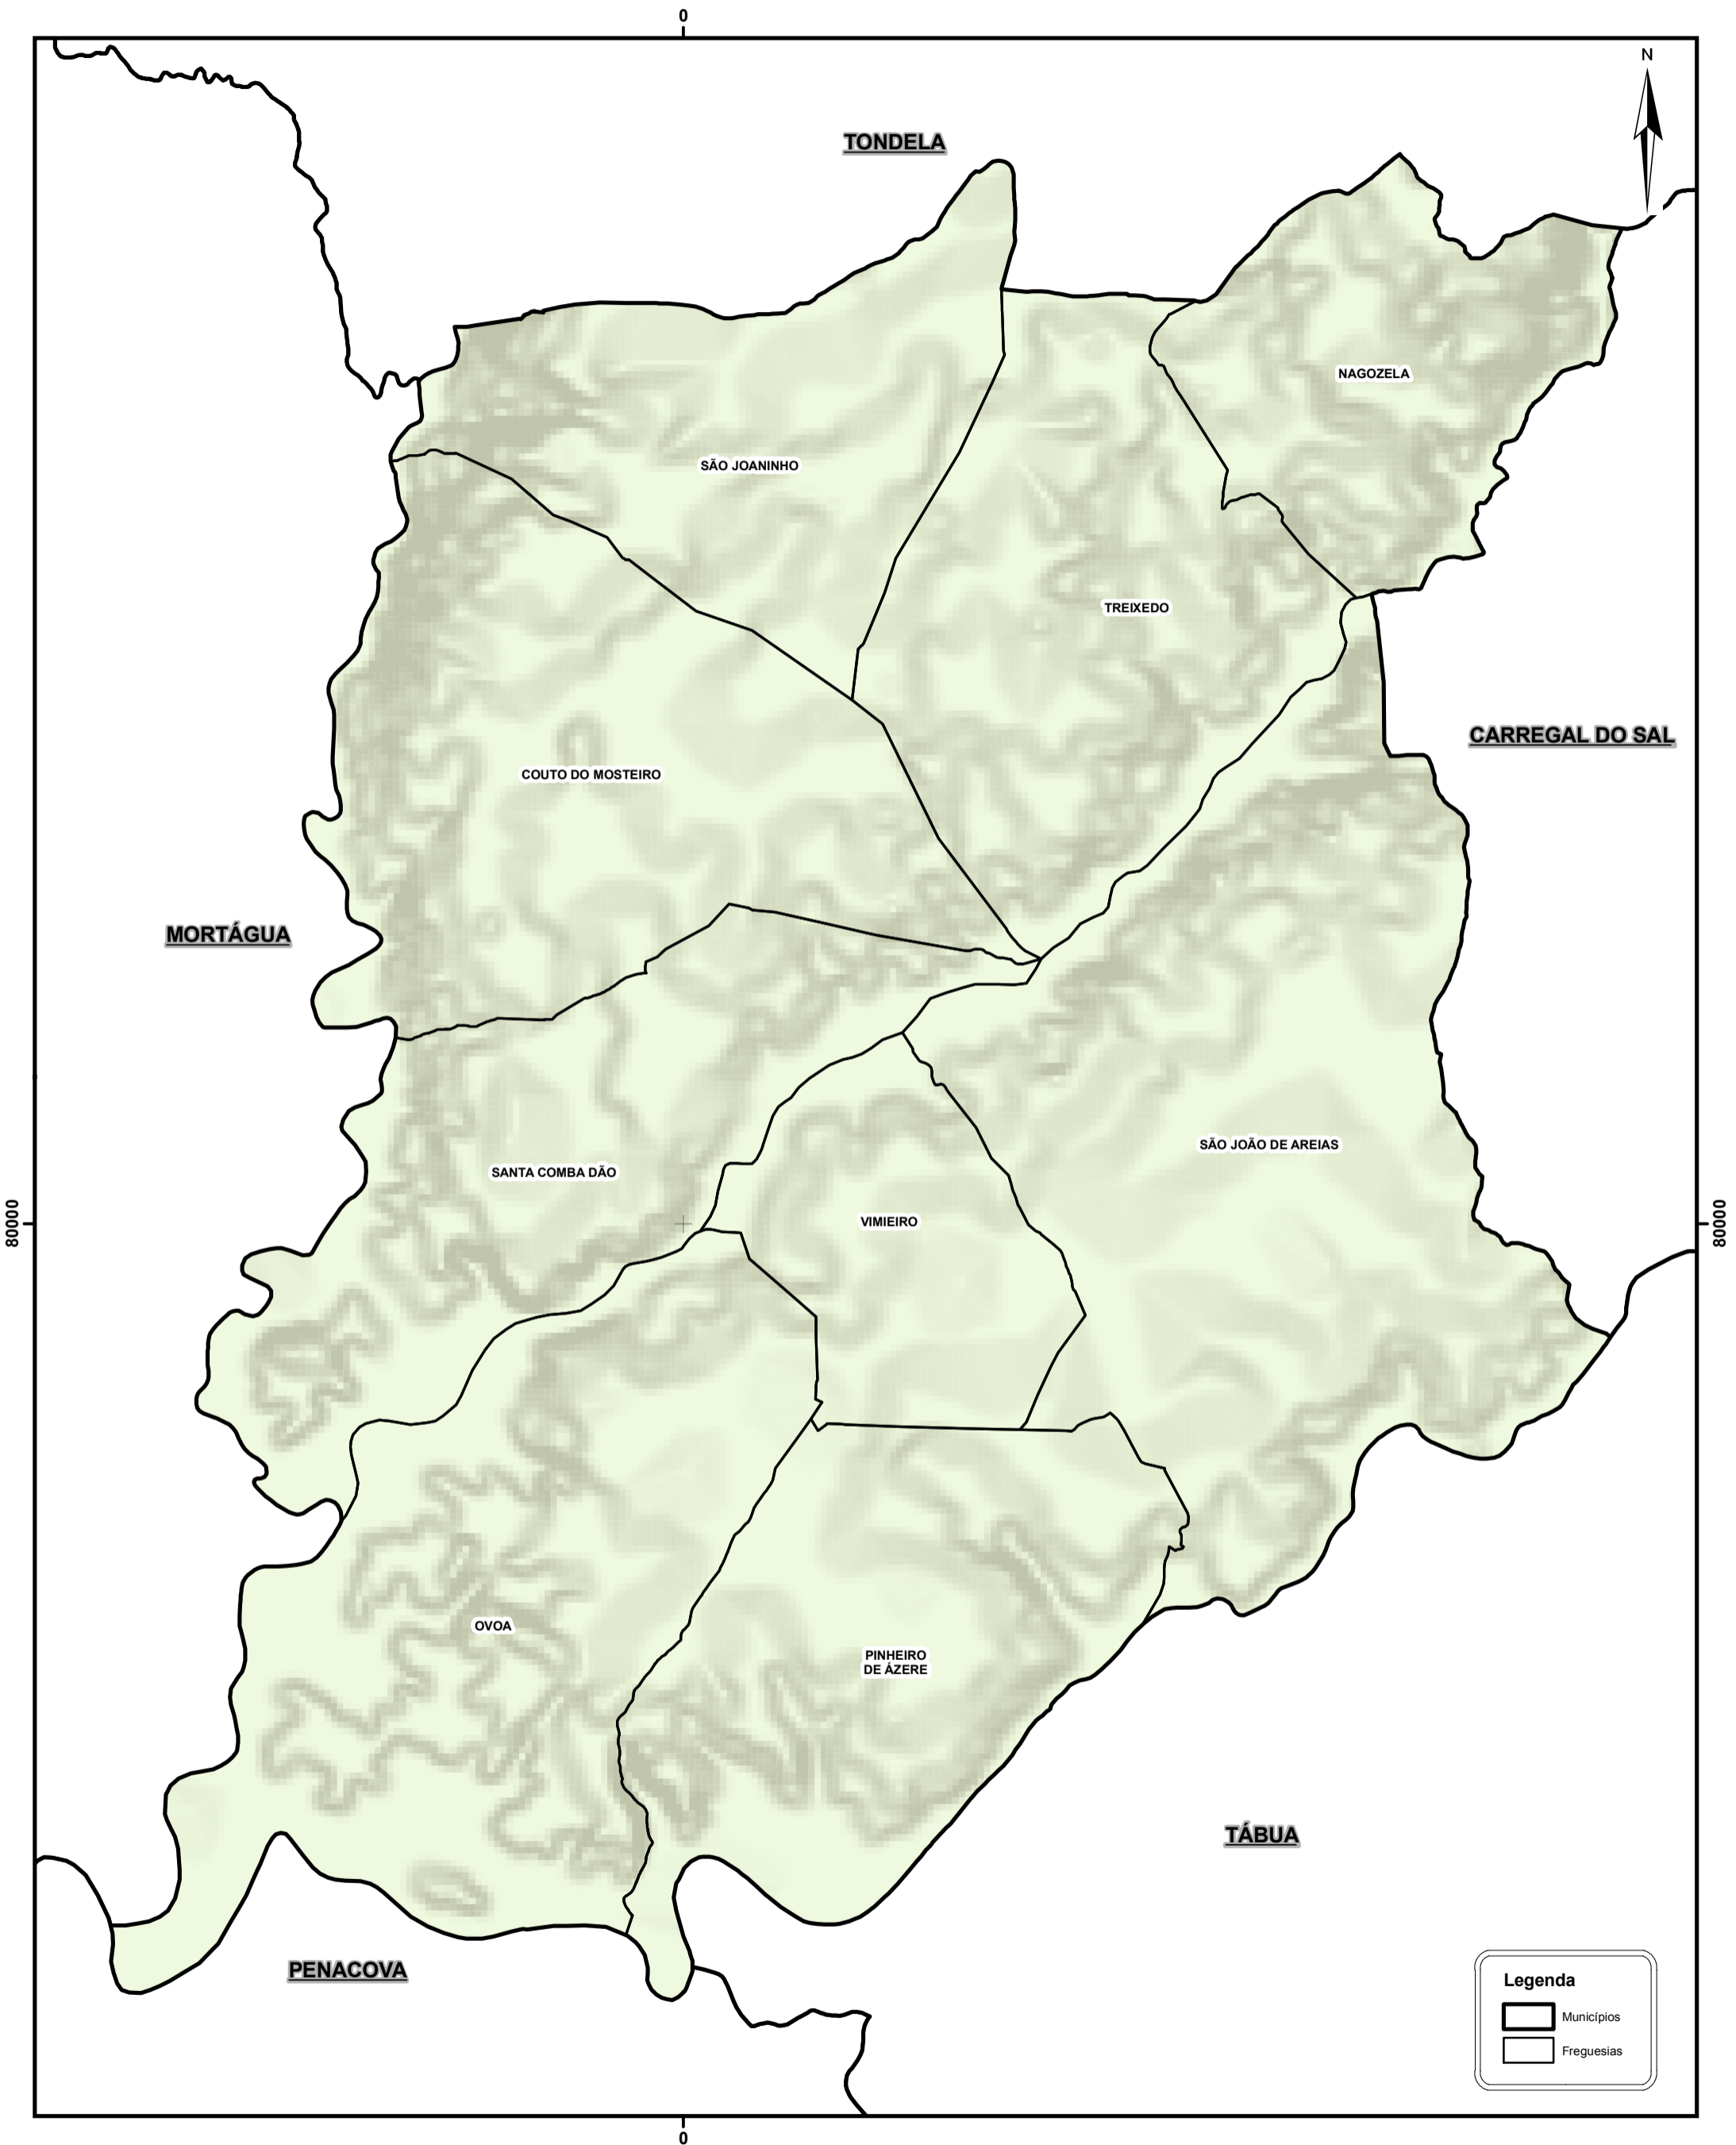 0
N
TONDELA
NAGOZELA
SÃO JOANINHO
TREIXEDO
CARREGAL DO SAL
COUTO DO MOSTEIRO
MORTÁGUA
SÃO JOÃO DE AREIAS
SANTA COMBA DÃO
VIMIEIRO
80000
80000
OVOA
PINHEIRO
DE ÁZERE
TÁBUA
PENACOVA
Legenda
Municípios
Freguesias
0